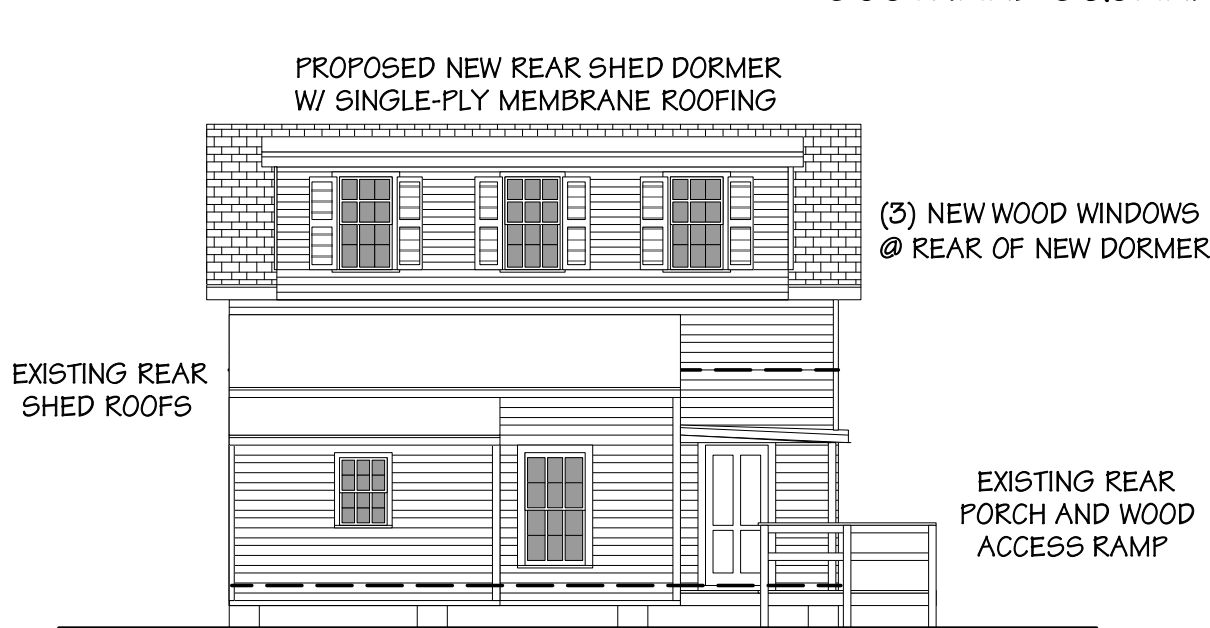 PROPOSED NEW REAR SHED DORMER
W/ SINGLE-PLY MEMBRANE ROOFING
(3) NEW WOOD WINDOWS
@ REAR OF NEW DORMER
EXISTING REAR
SHED ROOFS
EXISTING REAR
PORCH AND WOOD
ACCESS RAMP